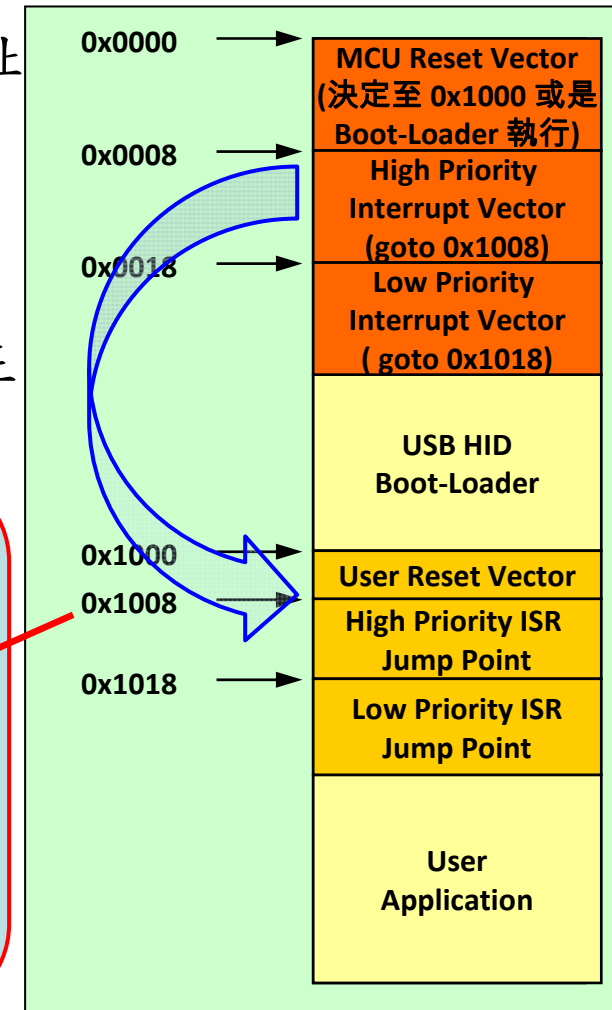 址
0x0000
MCU Reset Vector
(決定至 0x1000 或是
Boot-Loader 執行)
0x0008
High Priority
Interrupt Vector
(goto 0x1008)
0x0018
Low Priority
Interrupt Vector
( goto 0x1018)
USB HID
Boot-Loader
0x1000
User Reset Vector
0x1008
High Priority ISR
Jump Point
0x1018
Low Priority ISR
Jump Point
User
Application